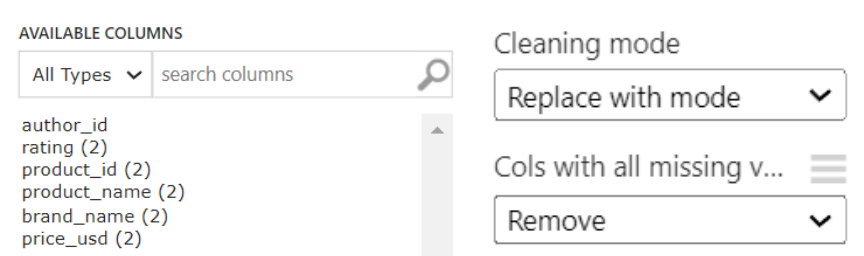 AVAILABLE COLUMNS
All Types
search columns
author_id
rating (2)
product_id (2)
product_name (2)
brand_name (2)
price_usd (2)
Cleaning mode
Replace with mode
Cols with all missing v...
Remove